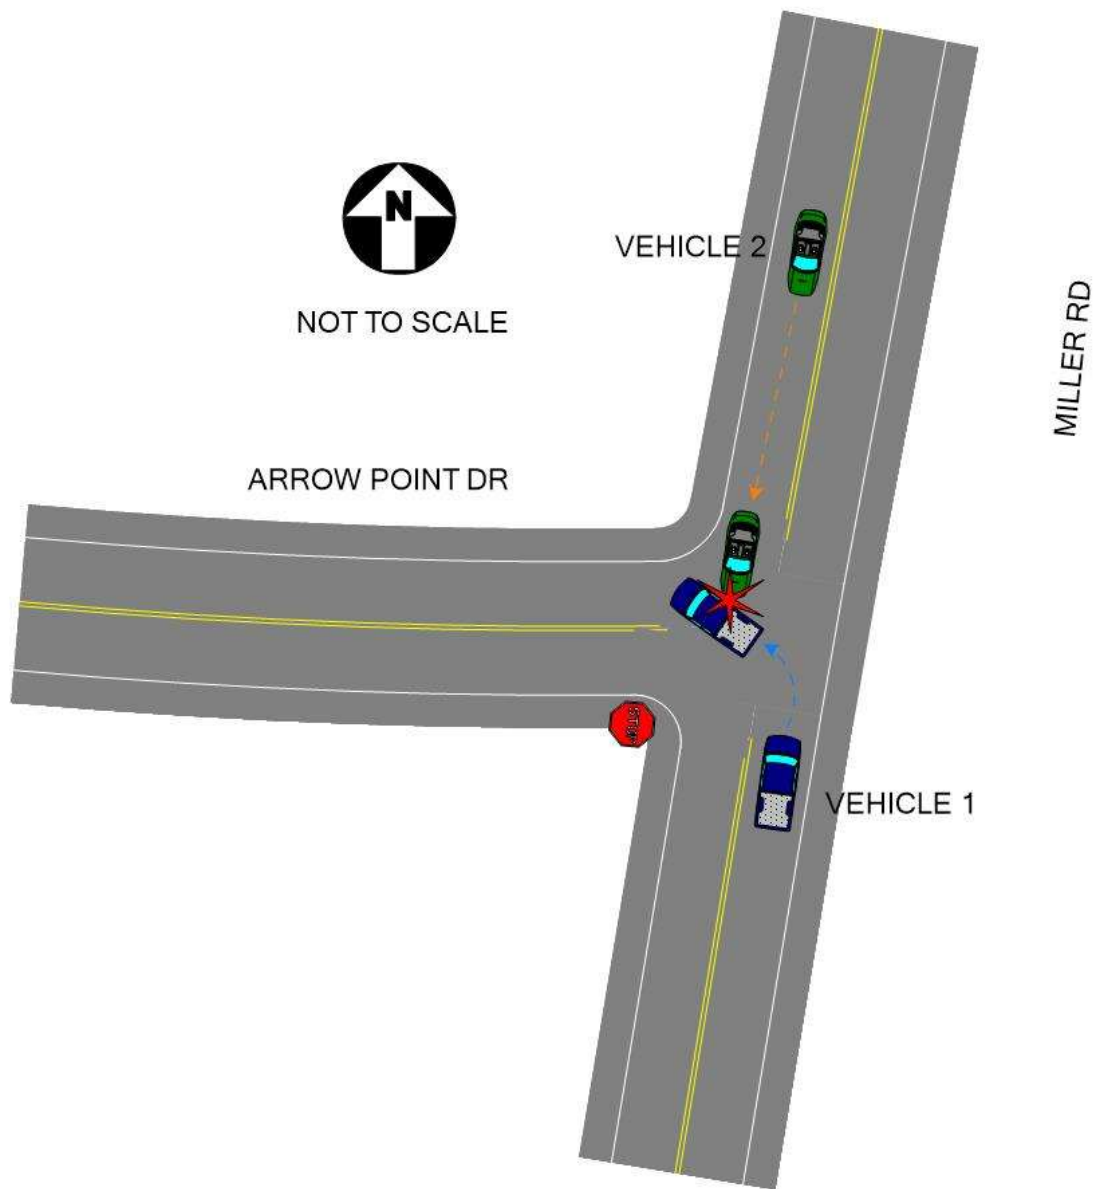 N
NOT TO SCALE
VEHICLE 2
MILLER RD
ARROW POINT DR
STOP
VEHICLE 1